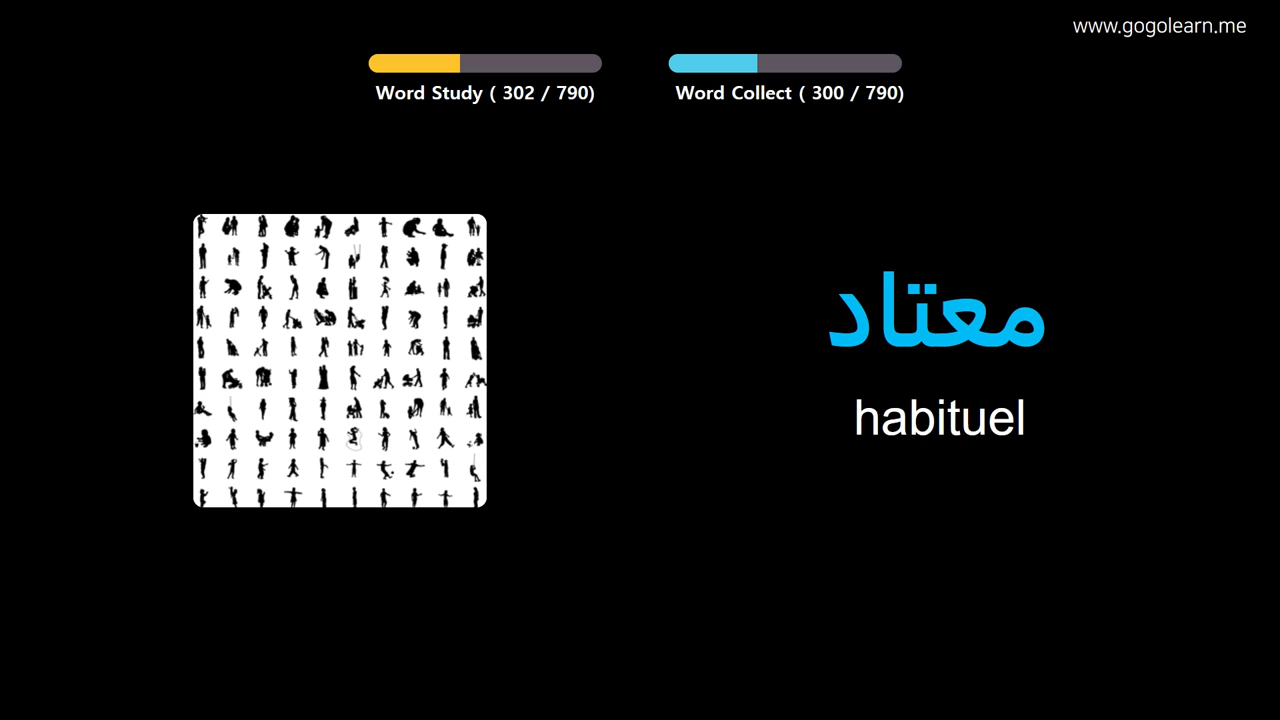 www.gogolearn.me
Word Study ( 302 / 790)
Word Collect ( 300 / 790)
معتاد
habituel